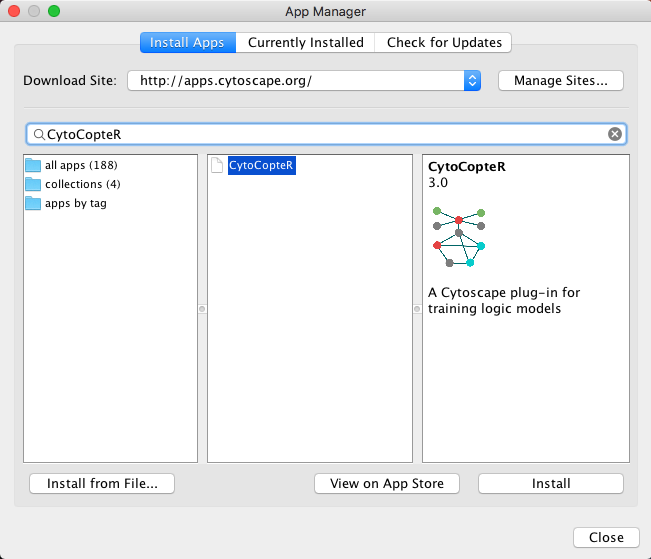 App Manager
Install Apps
Currently Installed
Check for Updates
Download Site:
http://apps.cytoscape.org/
Manage Sites...
CytoCopteR
all apps (188)
collections (4)
apps by tag
CytoCopteR
CytoCopteR
3.0
A Cytoscape plug-in for
training logic models
Install from File...
View on App Store
Install
Close